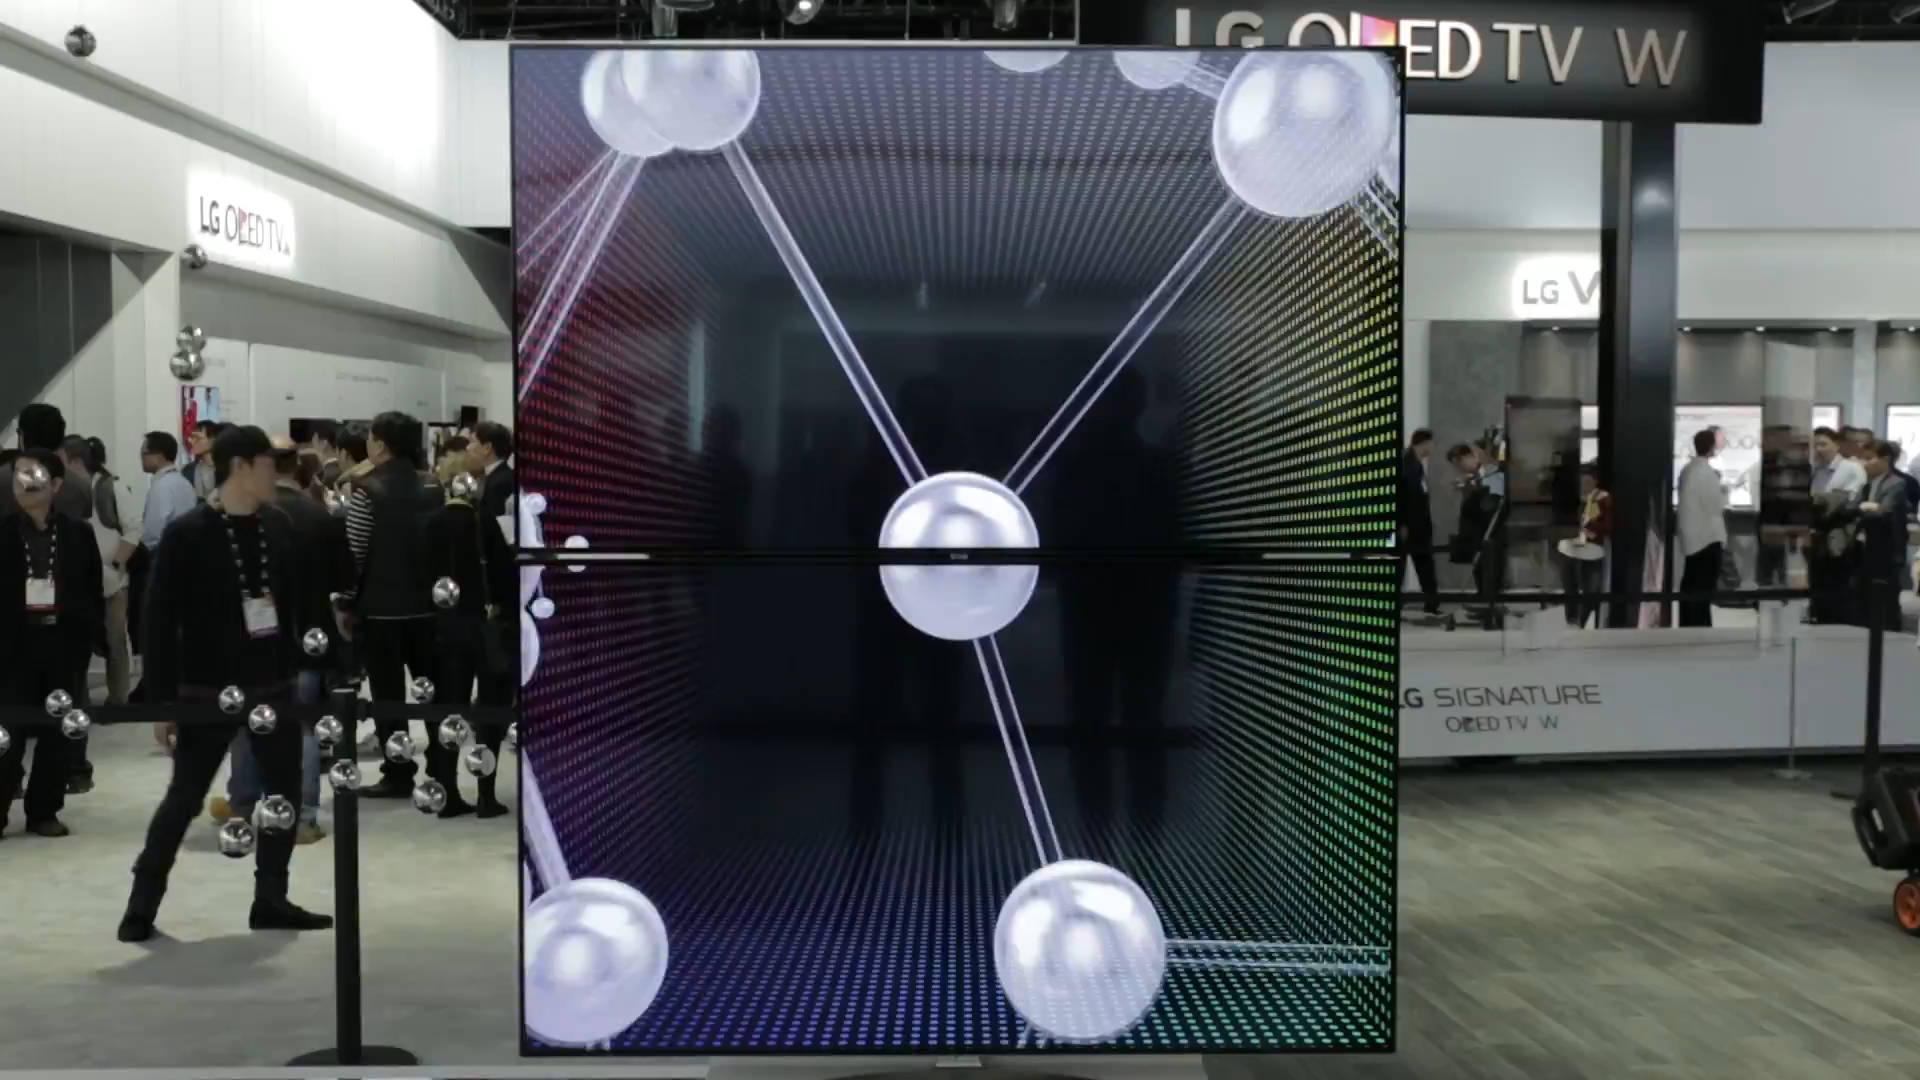 LG OLED TV W
LG OLED TV
LG V
LG SIGNATURE
OLED TV W